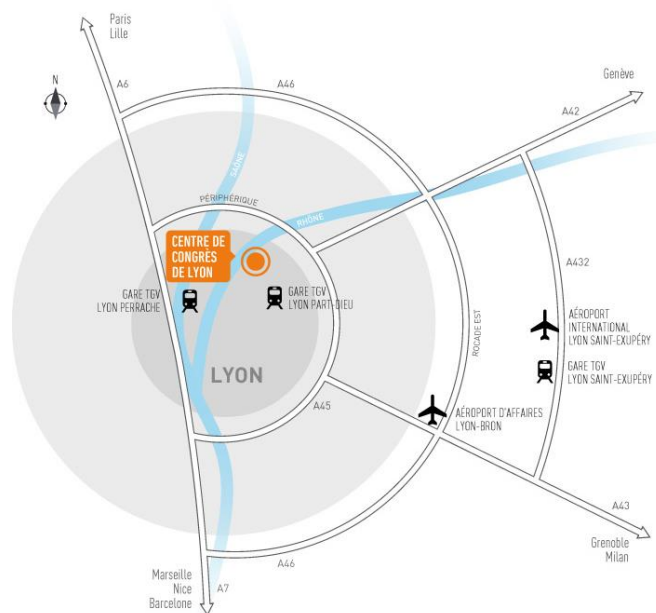 Paris
Lille
N
A6
A46
Genève
A42
SAÔNE
PÉRIPHÉRIQUE
RHÔNE
CENTRE DE
CONGRÈS
DE LYON
A432
GARE TGV
LYON PERRACHE
GARE TGV
LYON PART-DIEU
ROCADE EST
AÉROPORT
INTERNATIONAL
LYON SAINT-EXUPÉRY
GARE TGV
LYON SAINT-EXUPÉRY
LYON
A45
AÉROPORT D'AFFAIRES
LYON-BRON
A43
Grenoble
Milan
A46
Marseille
Nice
Barcelone
A7